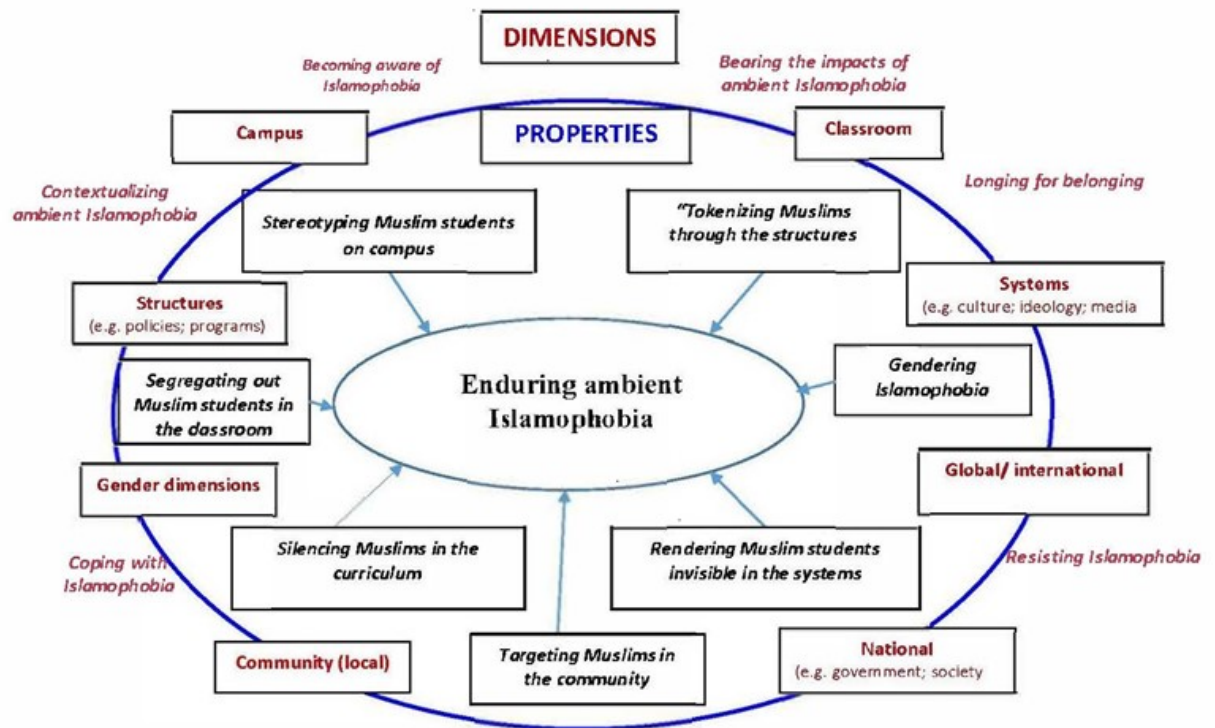 DIMENSIONS
Becoming aware of
Islamophobia
Bearing the impacts of
ambient Islamophobia
Campus
PROPERTIES
Classroom
Contextualizing
ambient Islamophobia
Longing for belonging
Stereotyping Muslim students
on campus
"Tokenizing Muslims
through the structures
Structures
(e.g. policies; programs)
Systems
(e.g. culture; ideology; media
Segregating out
Muslim students in
the dassroom
Enduring ambient
Islamophobia
Gendering
Islamophobia
Gender dimensions
Global/ international
Silencing Muslims in the
curriculum
Rendering Muslim students
invisible in the systems
Coping with
Islamophobia
Resisting Islamophobia
Community (local)
Targeting Muslims in
the community
National
(e.g. government; society